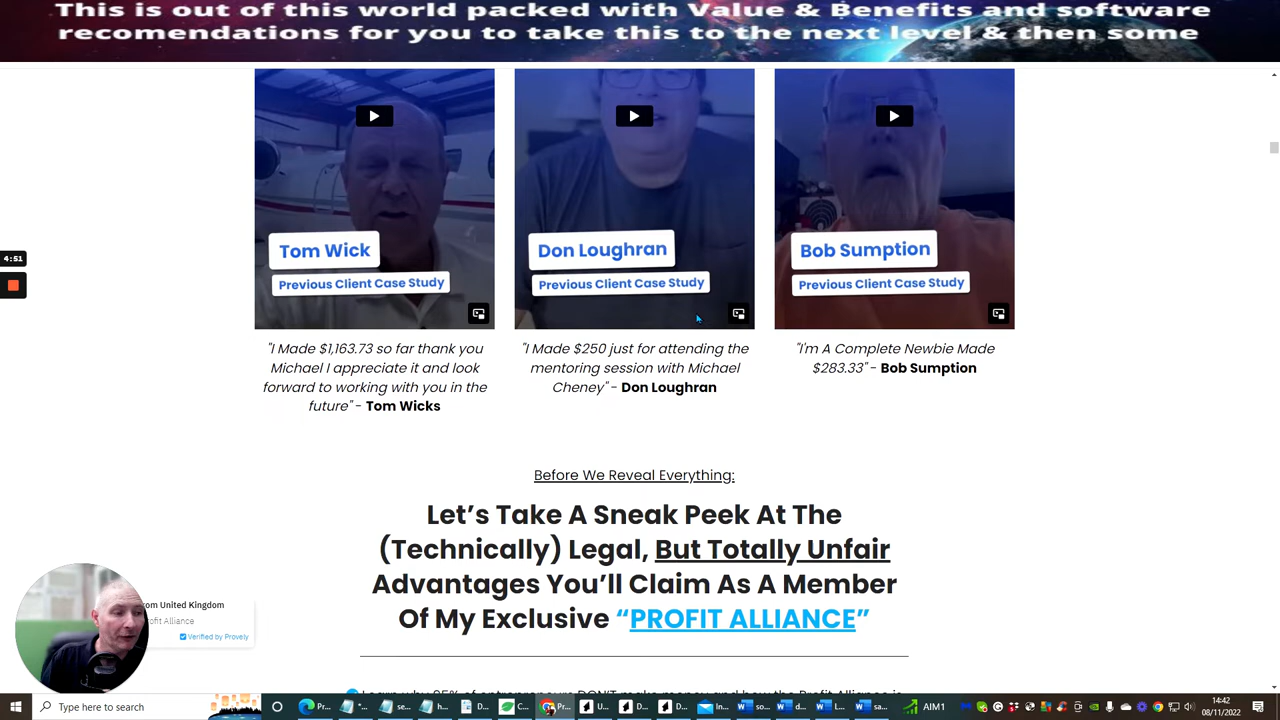 This is out of this world packed with Value & Benefits and software
recomendations for you to take this to the next level & then some
Tom Wick
Previous Client Case Study
Don Loughran
Previous Client Case Study
Bob Sumption
Previous Client Case Study
4:51
"I Made $1,163.73 so far thank you
Michael I appreciate it and look
forward to working with you in the
future" - Tom Wicks
"I Made $250 just for attending the
mentoring session with Michael
Cheney" - Don Loughran
"I'm A Complete Newbie Made
$283.33" - Bob Sumption
Before We Reveal Everything:
Let's Take A Sneak Peek At The
(Technically) Legal, But Totally Unfair
Advantages You'll Claim As A Member
Of My Exclusive "PROFIT ALLIANCE"
from United Kingdom
Profit Alliance
Verified by Provely
Type here to search
AIM1
14:42
08/11/2022